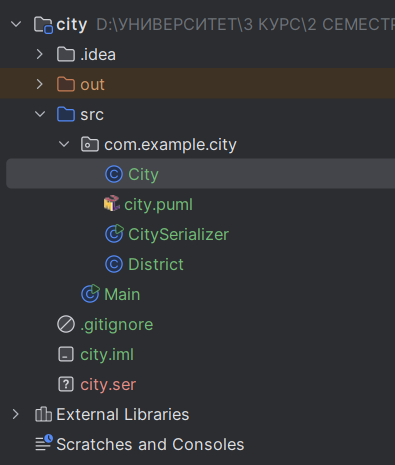 city D:\УНИВЕРСИТЕТ\3 КУРС\2 СЕМЕСТР
.idea
out
src
com.example.city
City
city.puml
CitySerializer
District
Main
.gitignore
city.iml
city.ser
External Libraries
Scratches and Consoles